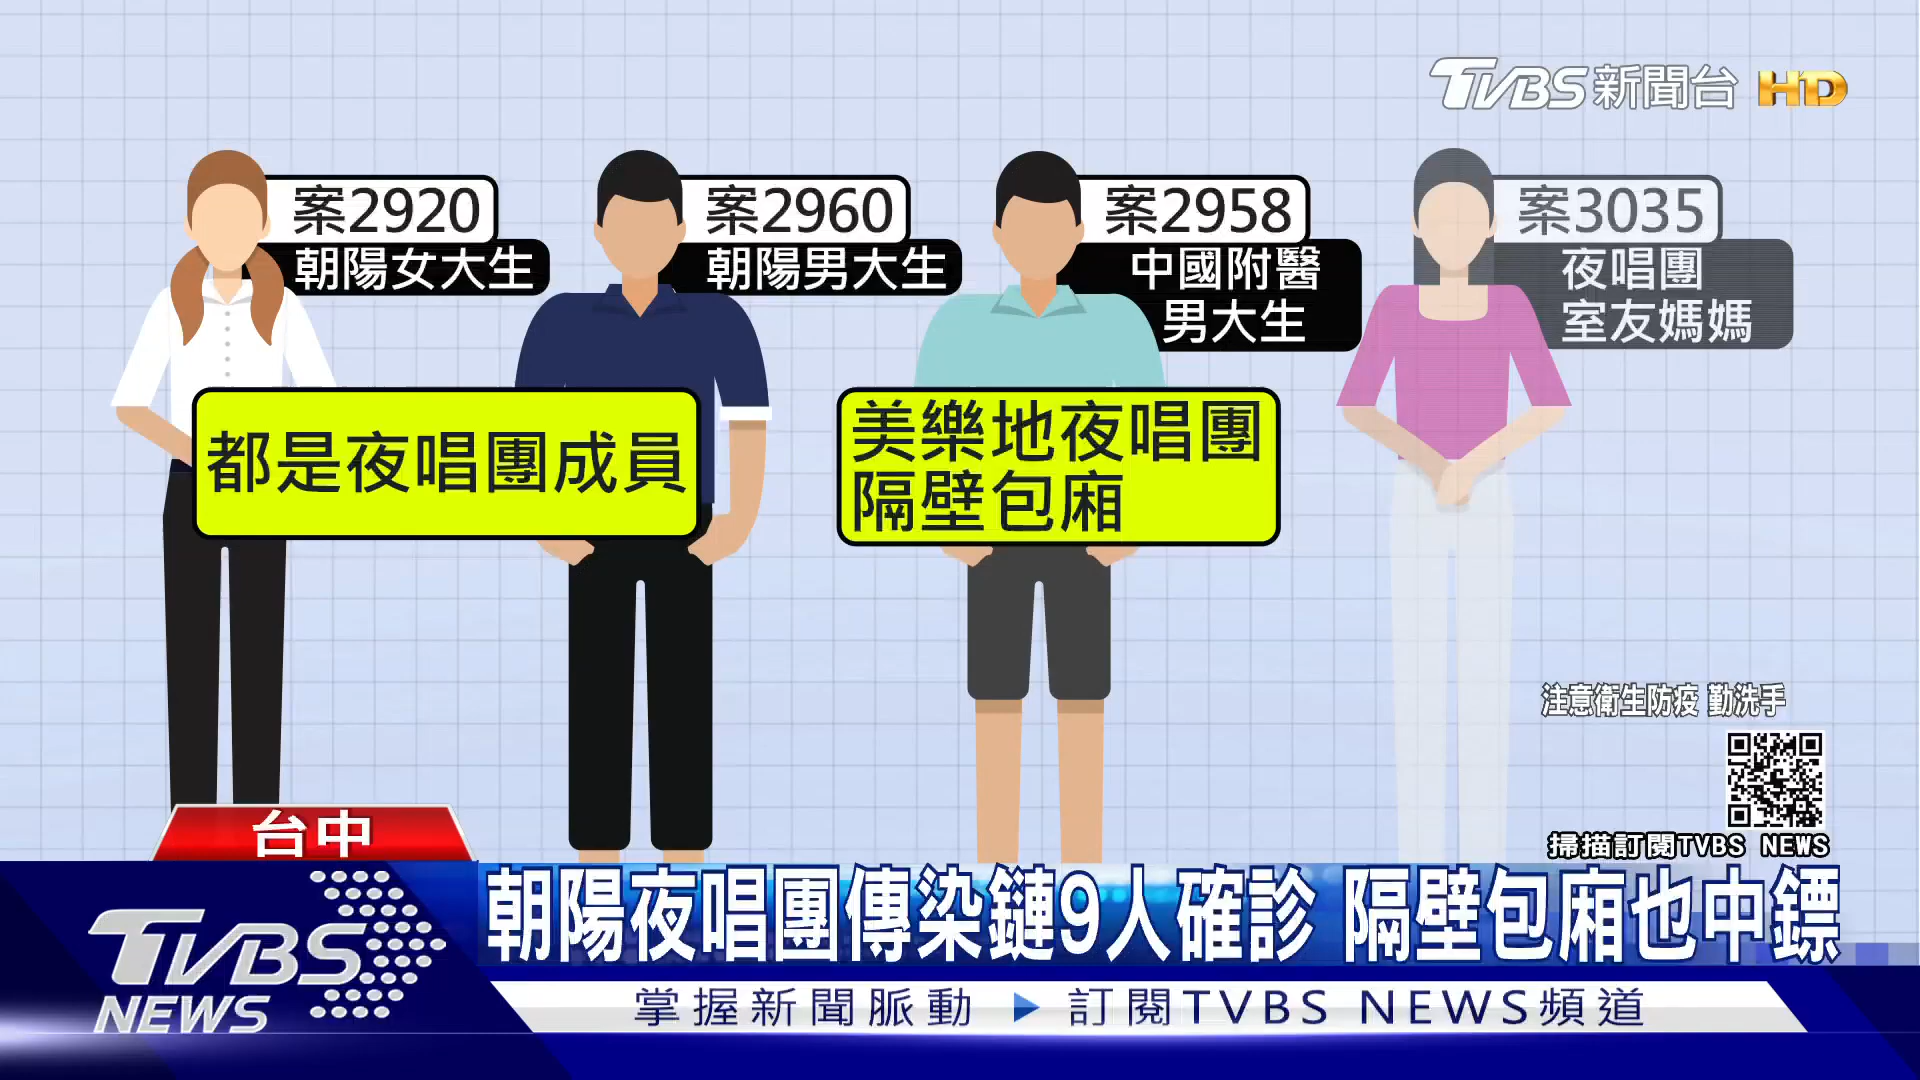 TVBS新聞台 HD
案2920
朝陽女大生
案2960
朝陽男大生
案2958
中國附醫
男大生
案3035
夜唱團
室友媽媽
都是夜唱團成員
美樂地夜唱團
隔壁包廂
注意衛生防疫 勤洗手
掃描訂閱TVBS NEWS
台中
朝陽夜唱團傳染鏈9人確診 隔壁包廂也中鏢
TVBS
NEWS
掌握新聞脈動 ▶ 訂閱TVBS NEWS頻道